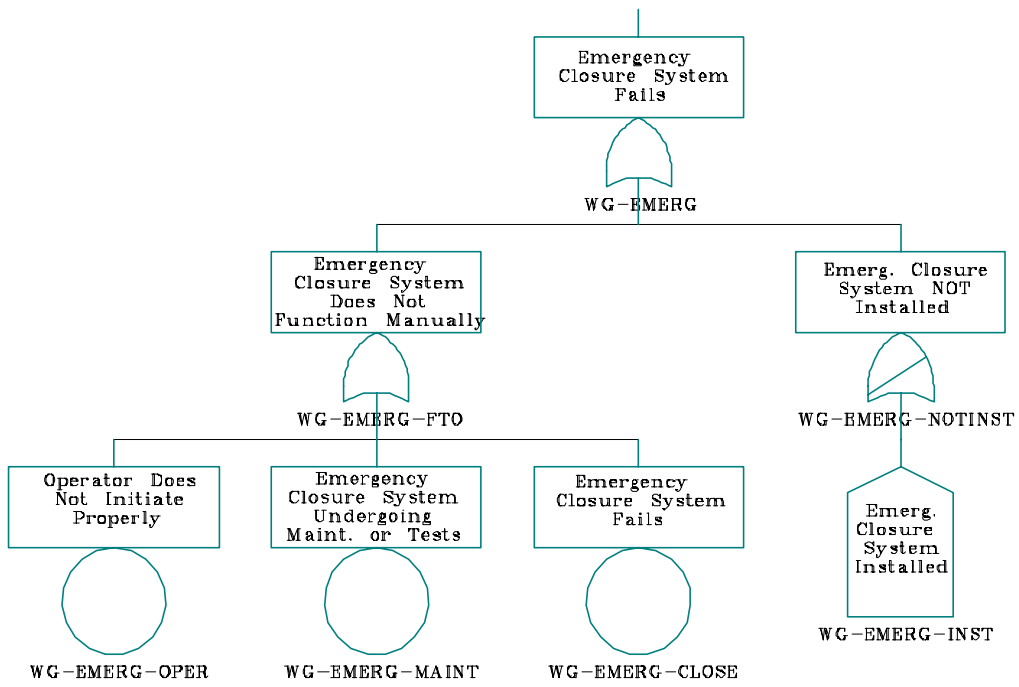 Emergency
Closure System
Fails
WG-EMERG
Emergency
Closure System
Does Not
Function Manually
WG-EMERG-FTO
Emerg. Closure
System NOT
Installed
WG-EMERG-NOTINST
Operator Does
Not Initiate
Properly
WG-EMERG-OPER
Emergency
Closure System
Undergoing
Maint. or Tests
WG-EMERG-MAINT
Emergency
Closure System
Fails
WG-EMERG-CLOSE
Emerg.
Closure
System
Installed
WG-EMERG-INST